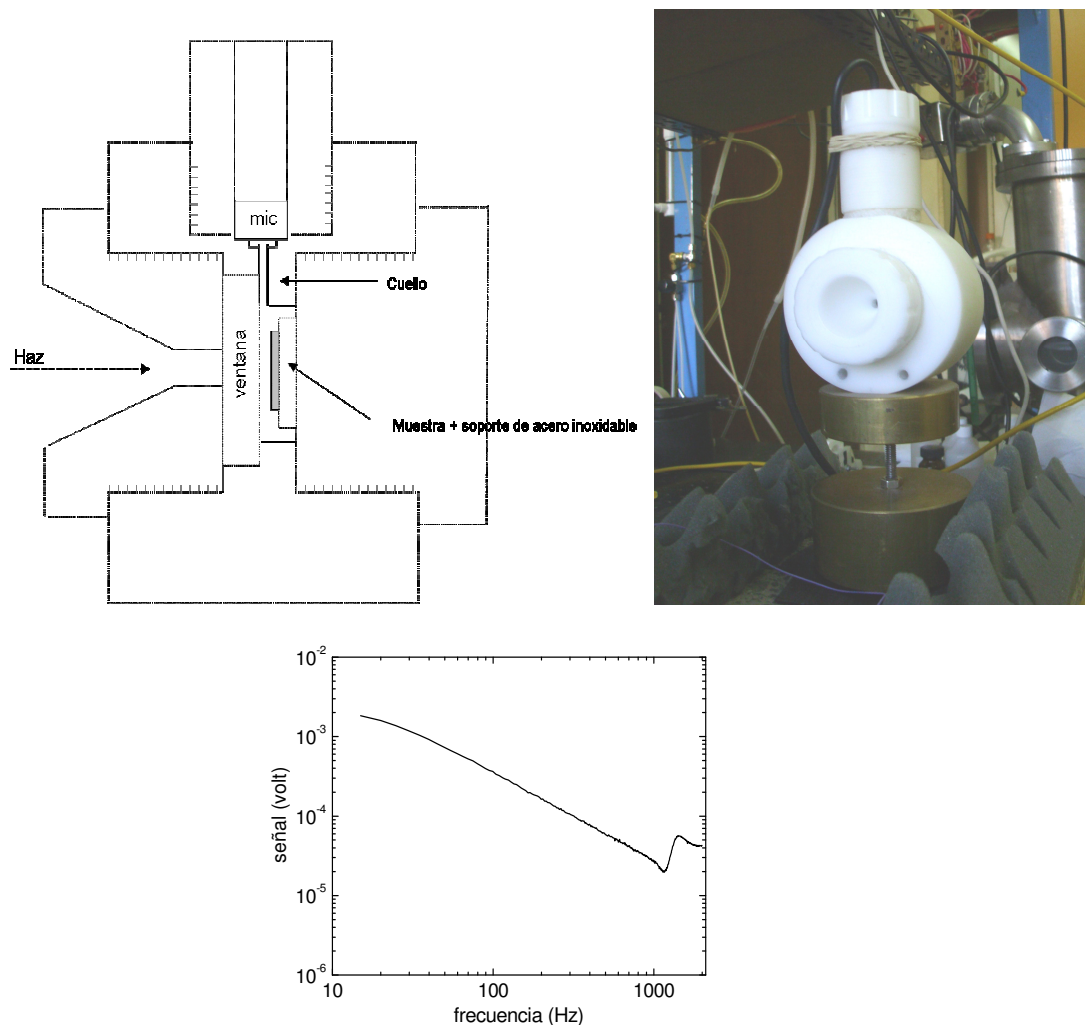 mic
Cuello
ventana
Haz
Muestra + soporte de acero inoxidable
10⁻²
10⁻³
10⁻⁴
10⁻⁵
10⁻⁶
señal (volt)
10
100
1000
frecuencia (Hz)